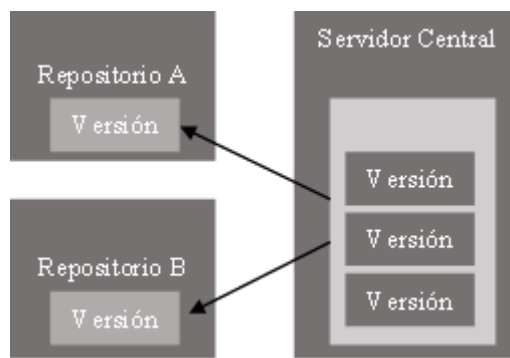 Repositorio A
Versión
Repositorio B
Versión
Servidor Central
Versión
Versión
Versión